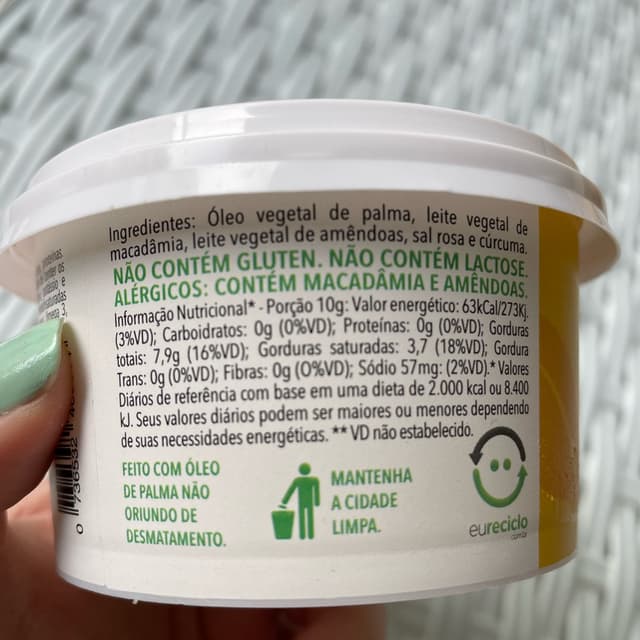 Ingredientes: Óleo vegetal de palma, leite vegetal de
macadâmia, leite vegetal de amêndoas, sal rosa e cúrcuma.
NÃO CONTÉM GLUTEN. NÃO CONTÉM LACTOSE.
ALÉRGICOS: CONTÉM MACADÂMIA E AMÊNDOAS.
Informação Nutricional* - Porção 10g: Valor energético: 63kCal/273Kj.
(3%VD); Carboidratos: 0g (0%VD); Proteínas: 0g (0%VD); Gorduras
totais: 7,9g (16%VD); Gorduras saturadas: 3,7 (18%VD); Gordura
Trans: 0g (0%VD); Fibras: 0g (0%VD); Sódio 57mg: (2%VD).* Valores
Diários de referência com base em uma dieta de 2.000 kcal ou 8.400
kJ. Seus valores diários podem ser maiores ou menores dependendo
de suas necessidades energéticas. ** VD não estabelecido.
FEITO COM ÓLEO
DE PALMA NÃO
ORIUNDO DE
DESMATAMENTO.
MANTENHA
A CIDADE
LIMPA.
eureciclo
.com.br
0 736532